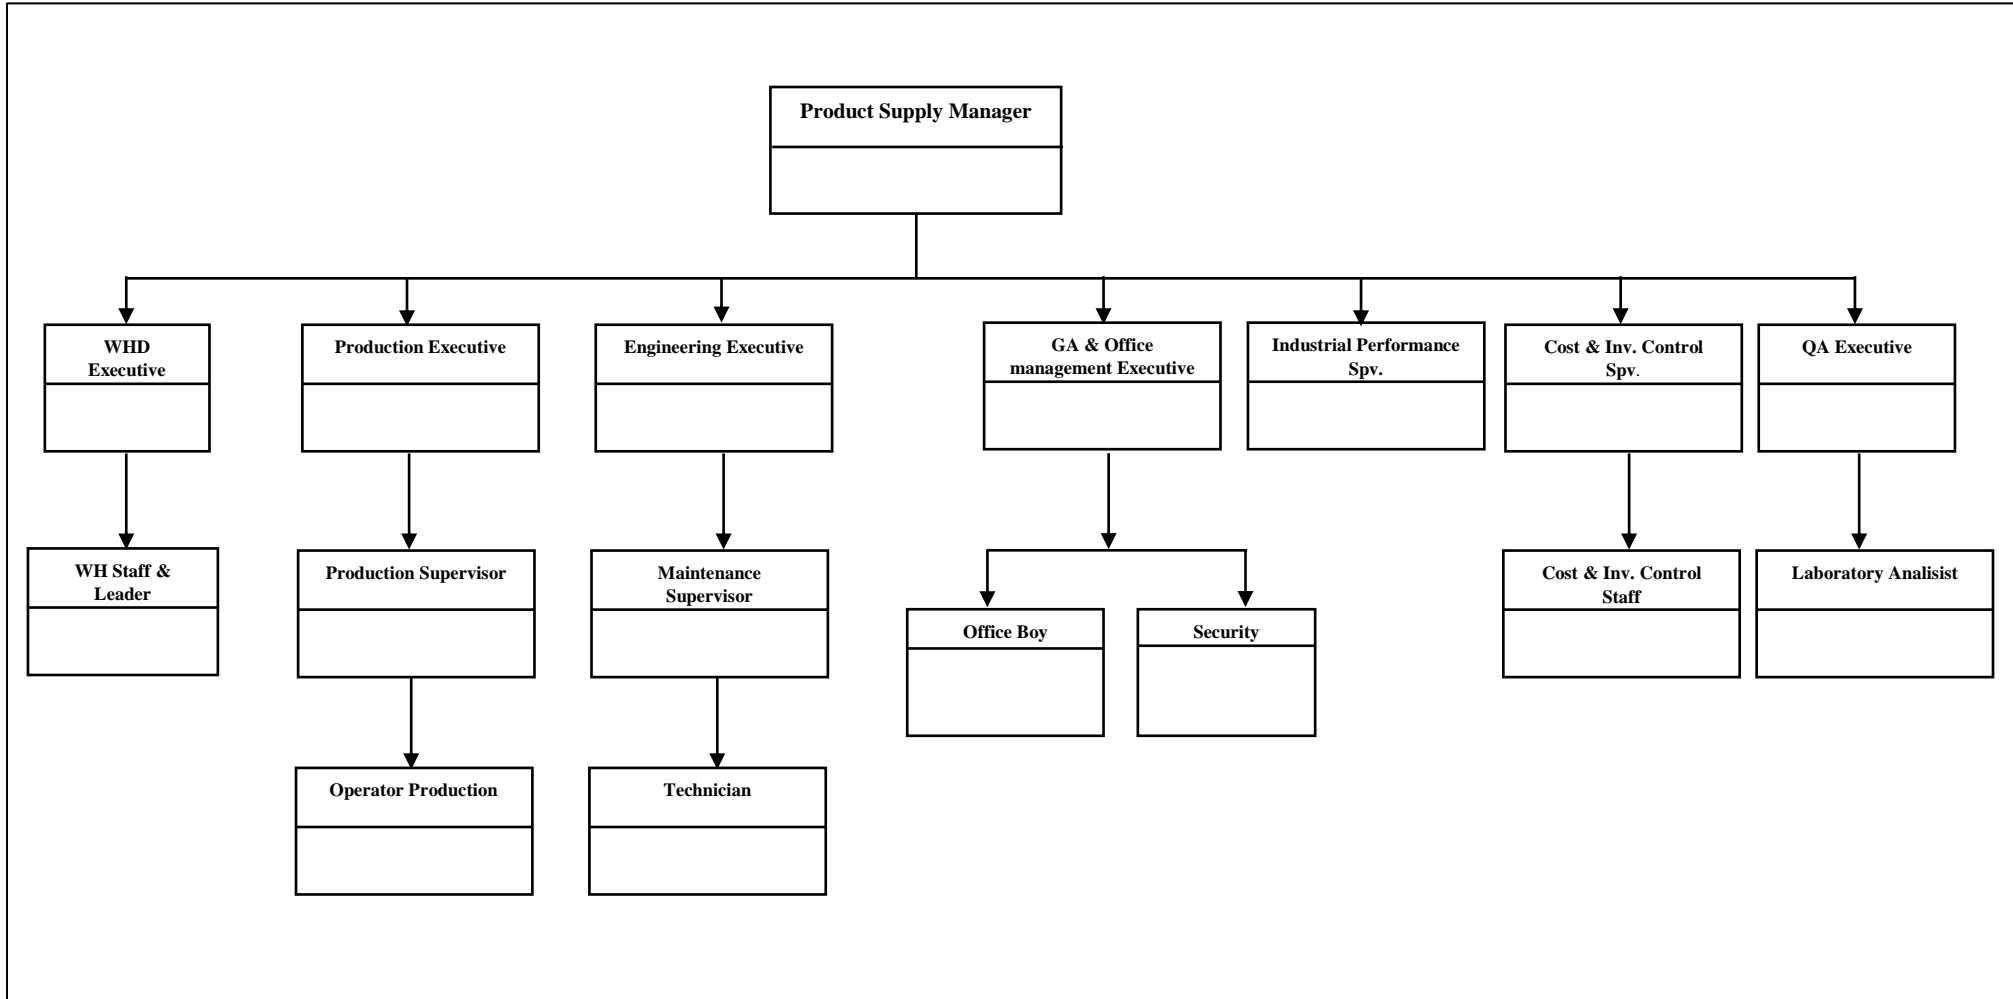 Product Supply Manager
WHD
Executive
Production Executive
Engineering Executive
GA & Office
management Executive
Industrial Performance
Spv.
Cost & Inv. Control
Spv.
QA Executive
WH Staff &
Leader
Production Supervisor
Maintenance
Supervisor
Office Boy
Security
Cost & Inv. Control
Staff
Laboratory Analisist
Operator Production
Technician